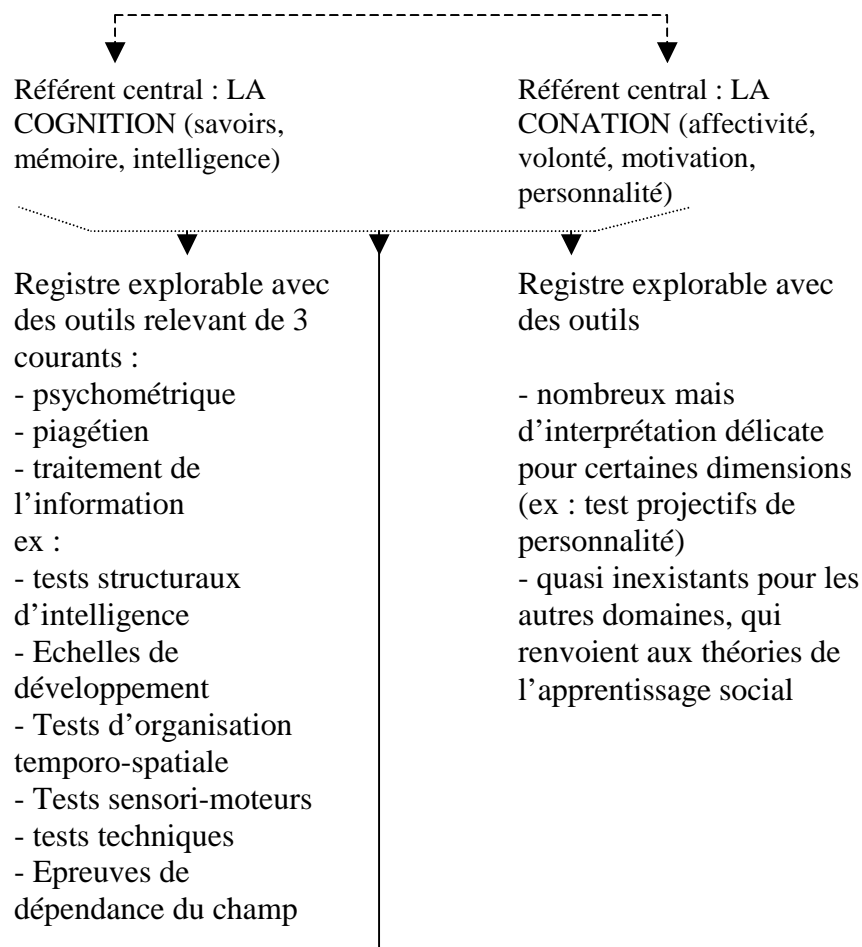 Référent central : LA
COGNITION (savoirs,
mémoire, intelligence)
Référent central : LA
CONATION (affectivité,
volonté, motivation,
personnalité)
Registre explorable avec
des outils relevant de 3
courants :
- psychométrique
- piagétien
- traitement de
l’information
ex :
- tests structuraux
d’intelligence
- Echelles de
développement
- Tests d’organisation
temporo-spatiale
- Tests sensori-moteurs
- tests techniques
- Epreuves de
dépendance du champ
Registre explorable avec
des outils
- nombreux mais
d’interprétation délicate
pour certaines dimensions
(ex : test projectifs de
personnalité)
- quasi inexistants pour les
autres domaines, qui
renvoient aux théories de
l’apprentissage social